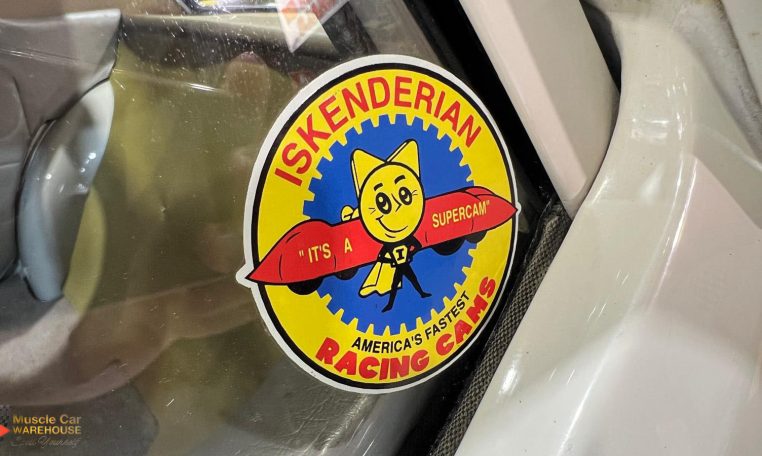 ISKENDERIAN
"IT'S A SUPERCAM"
I
AMERICA'S FASTEST
RACING CAMS
Muscle Car
WAREHOUSE